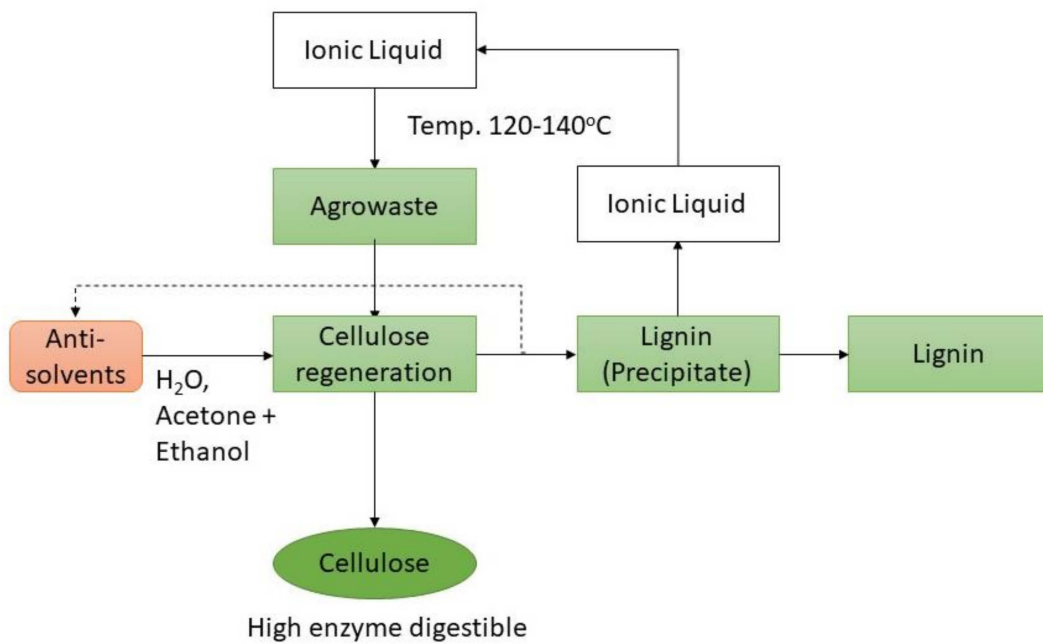 Ionic Liquid
Temp. 120-140°C
Agrowaste
Ionic Liquid
Anti-
solvents
H₂O,
Acetone +
Ethanol
Cellulose
regeneration
Lignin
(Precipitate)
Lignin
Cellulose
High enzyme digestible